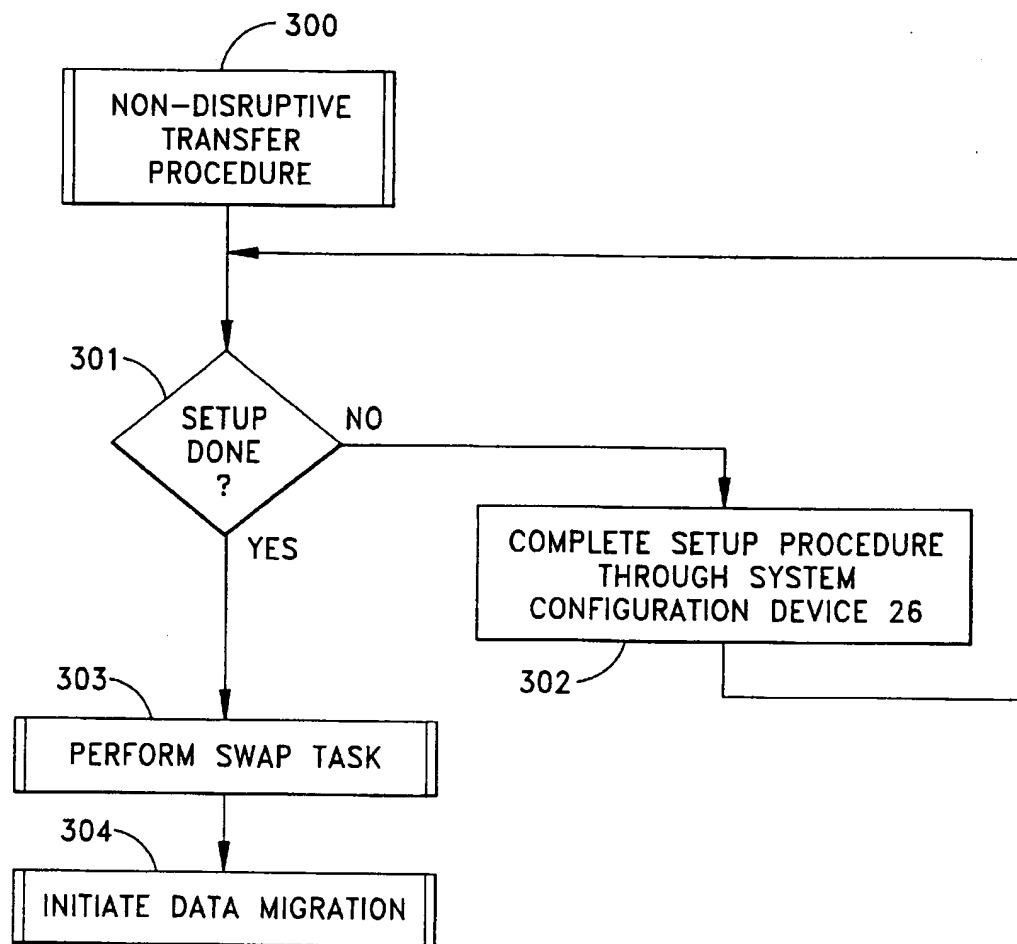 300
NON-DISRUPTIVE
TRANSFER
PROCEDURE
301
SETUP
DONE
?
NO
YES
COMPLETE SETUP PROCEDURE
THROUGH SYSTEM
CONFIGURATION DEVICE 26
302
303
PERFORM SWAP TASK
304
INITIATE DATA MIGRATION